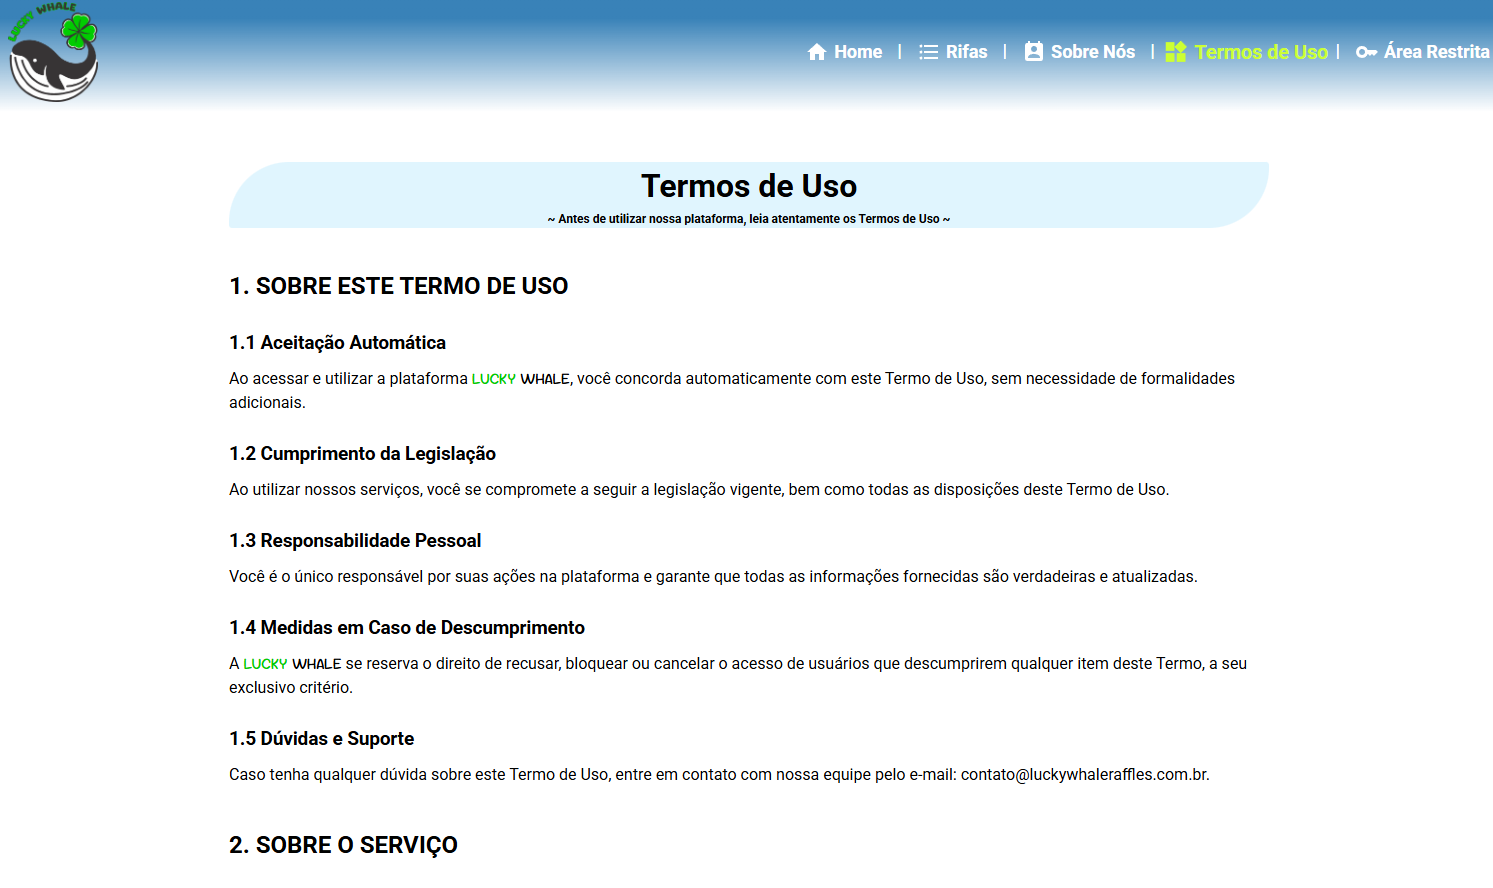 LUCKY WHALE
Home | Rifas | Sobre Nós | Termos de Uso | Área Restrita
Termos de Uso
~ Antes de utilizar nossa plataforma, leia atentamente os Termos de Uso ~
1. SOBRE ESTE TERMO DE USO
1.1 Aceitação Automática
Ao acessar e utilizar a plataforma LUCKY WHALE, você concorda automaticamente com este Termo de Uso, sem necessidade de formalidades
adicionais.
1.2 Cumprimento da Legislação
Ao utilizar nossos serviços, você se compromete a seguir a legislação vigente, bem como todas as disposições deste Termo de Uso.
1.3 Responsabilidade Pessoal
Você é o único responsável por suas ações na plataforma e garante que todas as informações fornecidas são verdadeiras e atualizadas.
1.4 Medidas em Caso de Descumprimento
A LUCKY WHALE se reserva o direito de recusar, bloquear ou cancelar o acesso de usuários que descumprirem qualquer item deste Termo, a seu
exclusivo critério.
1.5 Dúvidas e Suporte
Caso tenha qualquer dúvida sobre este Termo de Uso, entre em contato com nossa equipe pelo e-mail: contato@luckywhaleraffles.com.br.
2. SOBRE O SERVIÇO